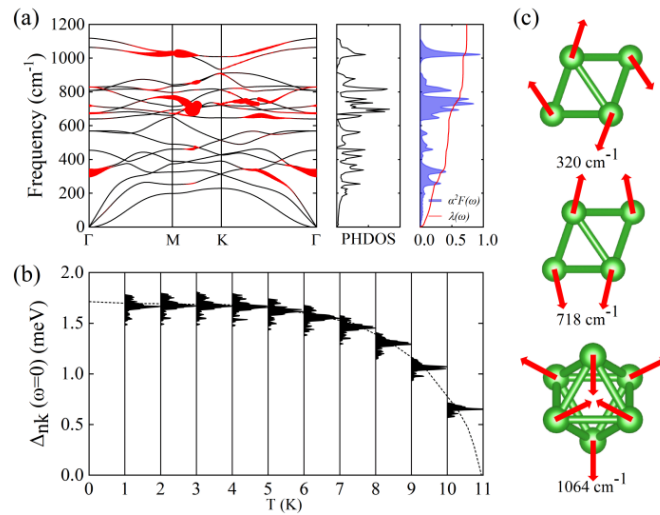 (a)
1200
1000
800
600
400
200
0
Frequency (cm⁻¹)
Γ M K Γ
PHDOS
α²F(ω)
λ(ω)
0.0 0.5 1.0
(b)
2.0
1.5
1.0
0.5
0.0
Δnk (ω=0) (meV)
0 1 2 3 4 5 6 7 8 9 10 11
T (K)
(c)
320 cm⁻¹
718 cm⁻¹
1064 cm⁻¹